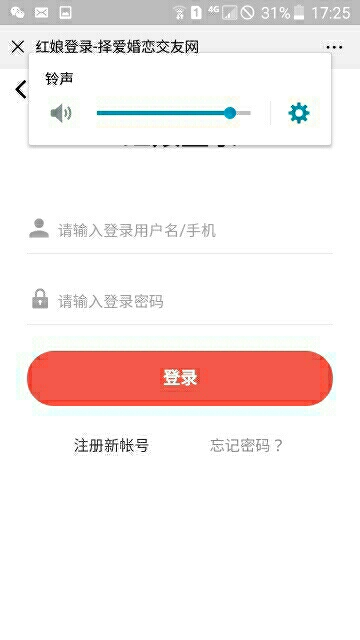 4G 31% 17:25
红娘登录-择爱婚恋交友网
铃声
请输入登录用户名/手机
请输入登录密码
登录
注册新帐号
忘记密码？